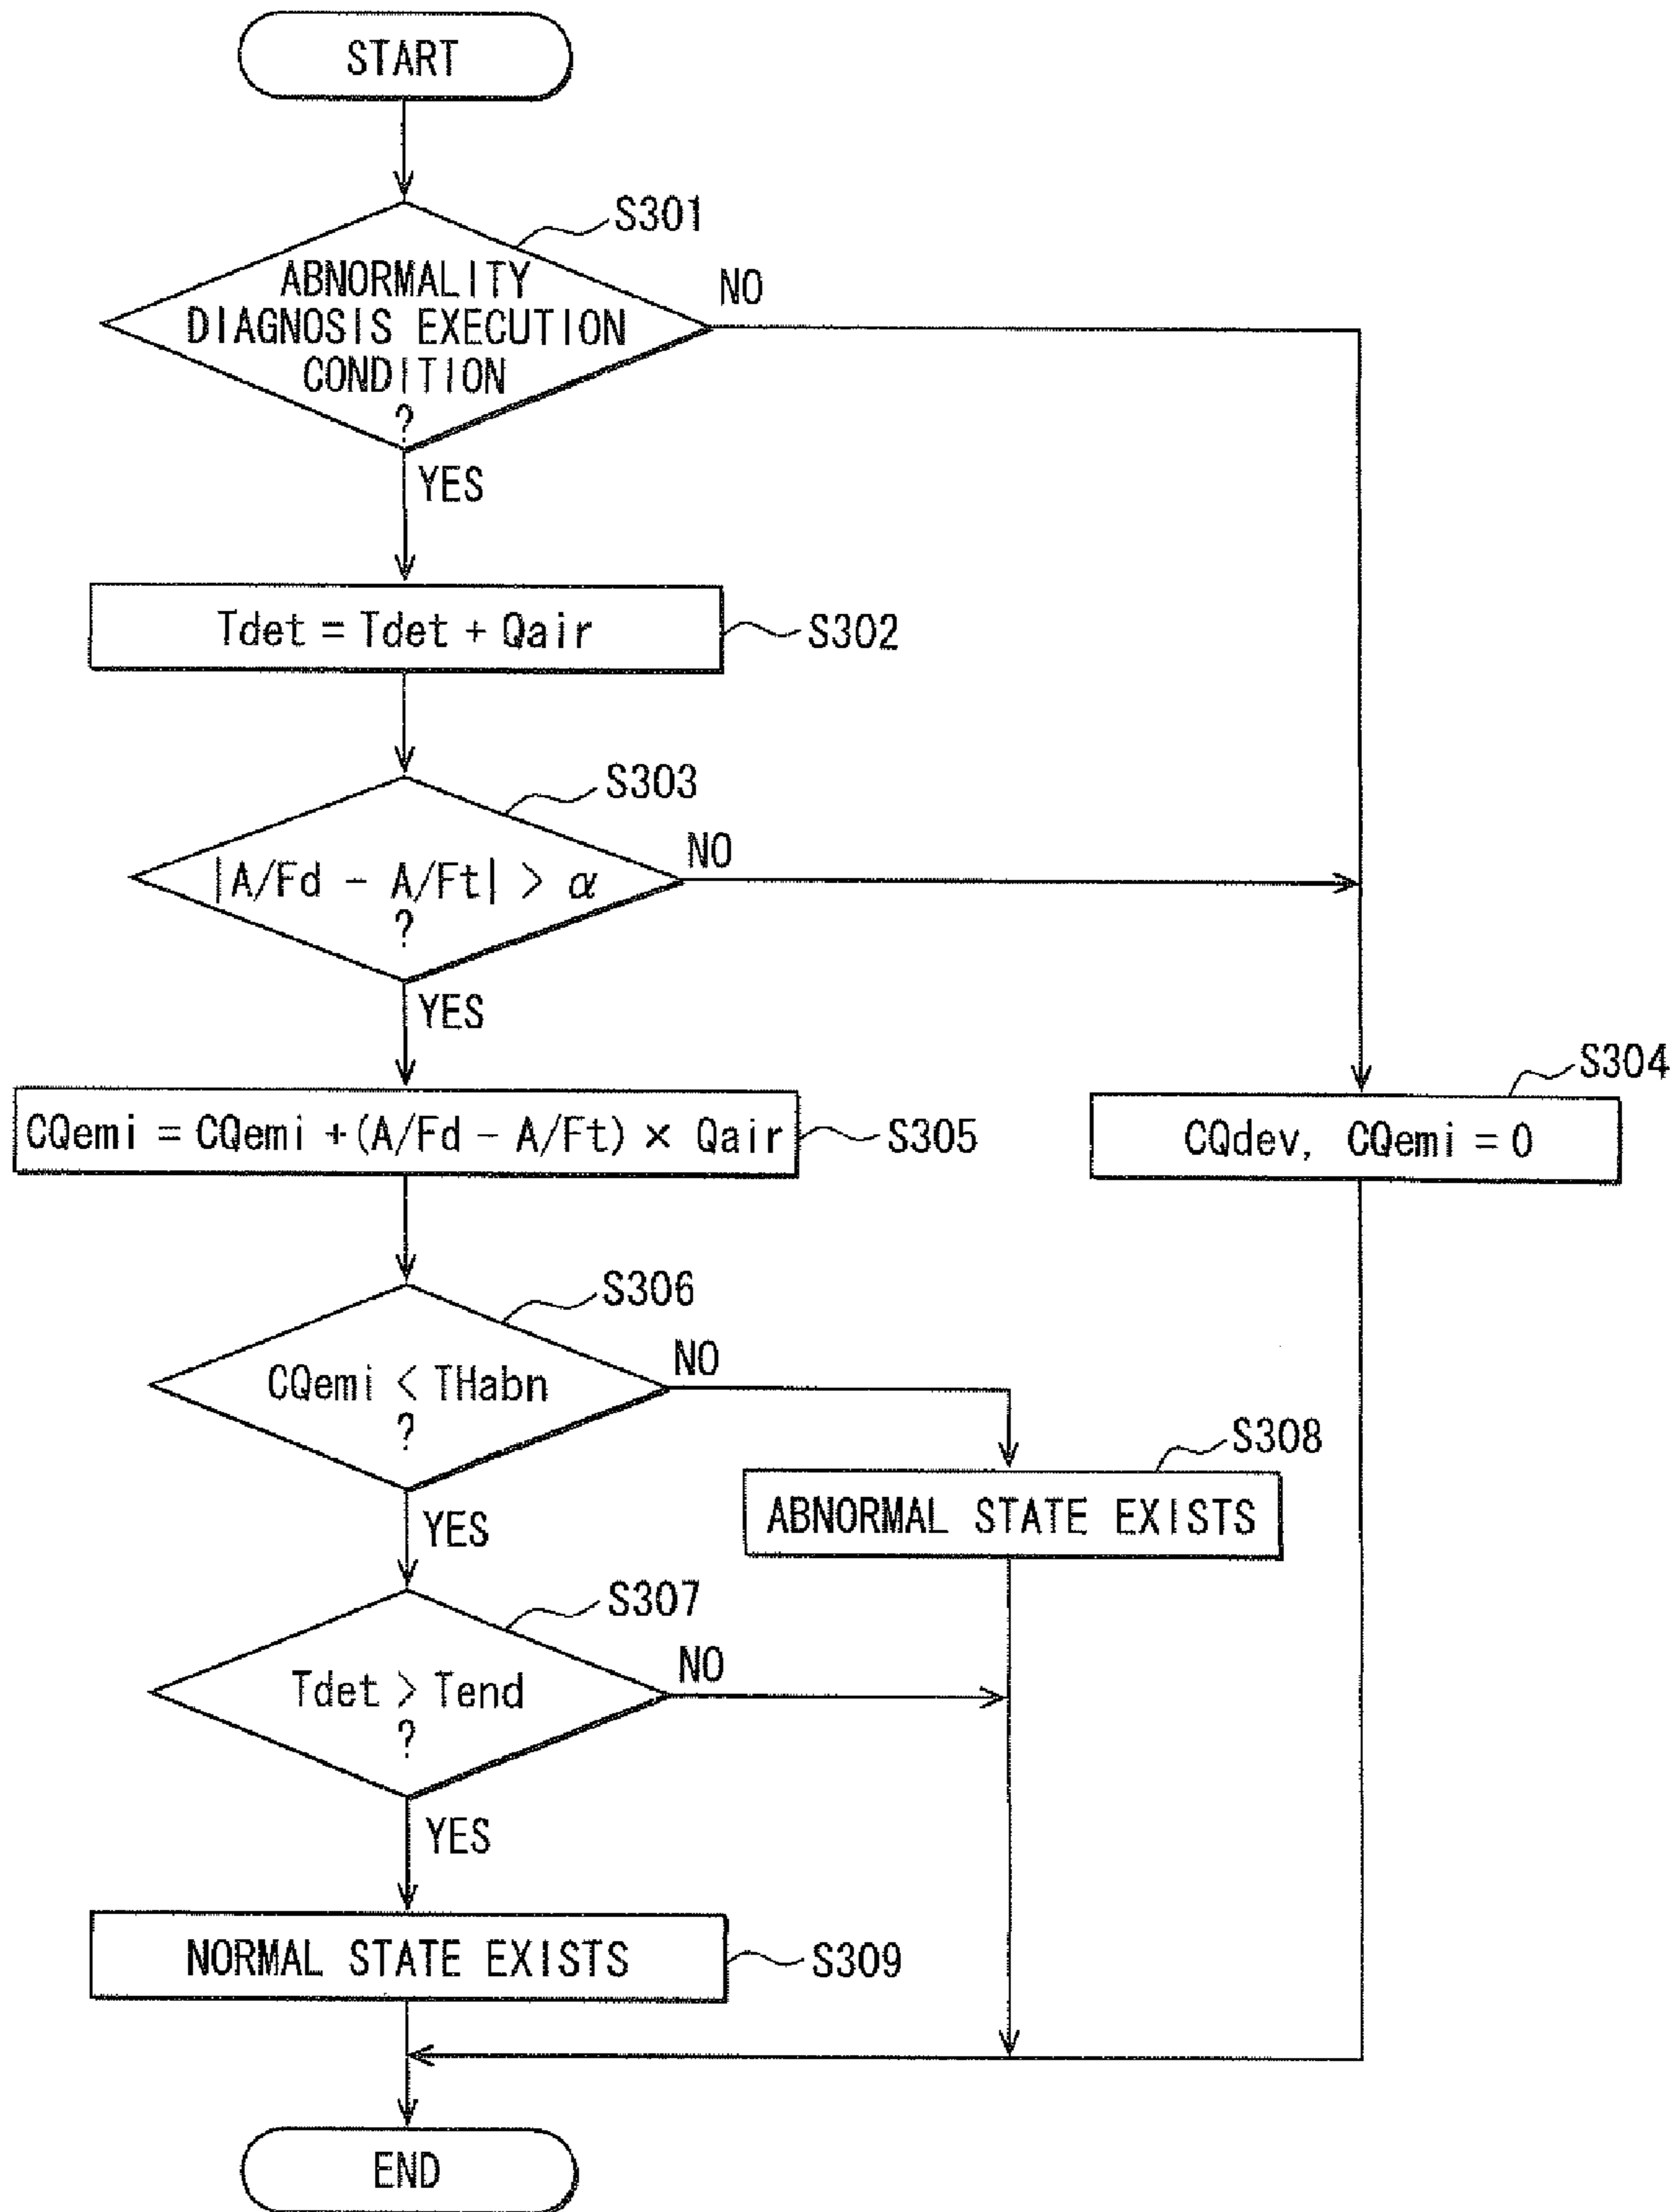 START
S301
ABNORMALITY
DIAGNOSIS EXECUTION
CONDITION
?
NO
YES
Tdet = Tdet + Qair
S302
S303
|A/Fd - A/Ft| > α
?
NO
YES
S304
CQdev, CQemi = 0
CQemi = CQemi + (A/Fd - A/Ft) × Qair
S305
S306
CQemi < THabn
?
NO
YES
S308
ABNORMAL STATE EXISTS
S307
Tdet > Tend
?
NO
YES
NORMAL STATE EXISTS
S309
END